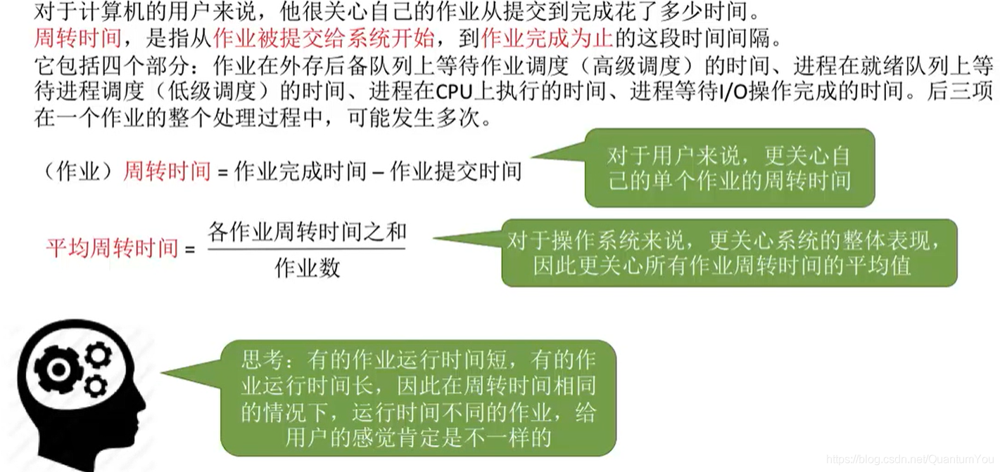 对于计算机的用户来说，他很关心自己的作业从提交到完成花了多少时间。
周转时间，是指从作业被提交给系统开始，到作业完成为止的这段时间间隔。
它包括四个部分：作业在外存后备队列上等待作业调度（高级调度）的时间、进程在就绪队列上等
待进程调度（低级调度）的时间、进程在CPU上执行的时间、进程等待I/O操作完成的时间。后三项
在一个作业的整个处理过程中，可能发生多次。
对于用户来说，更关心自
己的单个作业的周转时间
（作业）周转时间 = 作业完成时间 – 作业提交时间
各作业周转时间之和
平均周转时间 =
作业数
对于操作系统来说，更关心系统的整体表现，
因此更关心所有作业周转时间的平均值
思考：有的作业运行时间短，有的作
业运行时间长，因此在周转时间相同
的情况下，运行时间不同的作业，给
用户的感觉肯定是不一样的
https://blog.csdn.net/QuantumYou